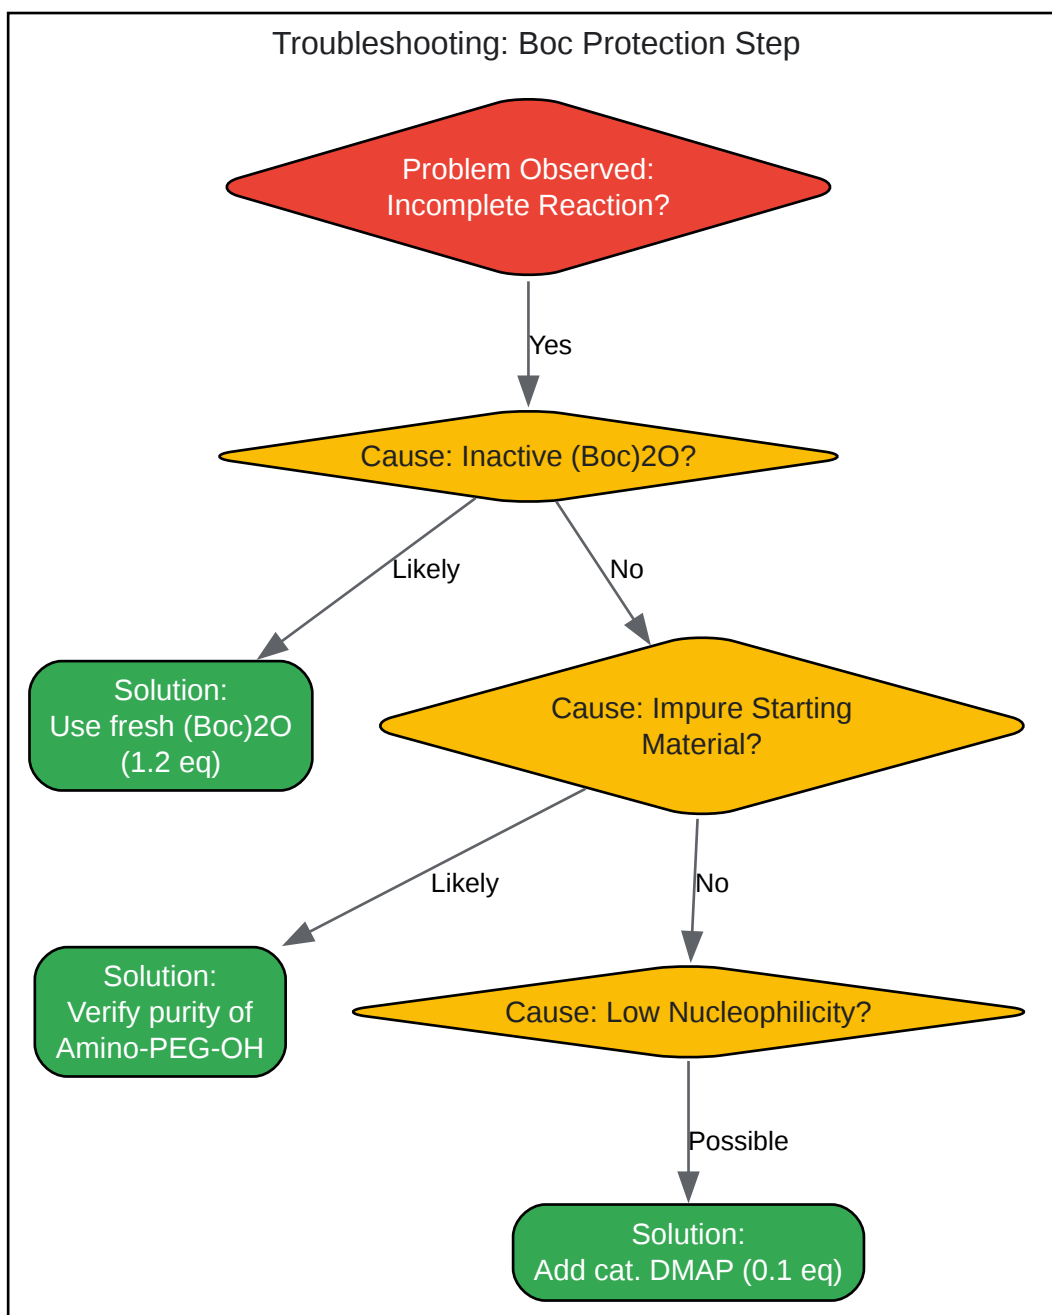 Troubleshooting: Boc Protection Step
Problem Observed:
Incomplete Reaction?
Yes
Cause: Inactive (Boc)2O?
Likely
No
Solution:
Use fresh (Boc)2O
(1.2 eq)
Cause: Impure Starting
Material?
Likely
No
Solution:
Verify purity of
Amino-PEG-OH
Cause: Low Nucleophilicity?
Possible
Solution:
Add cat. DMAP (0.1 eq)